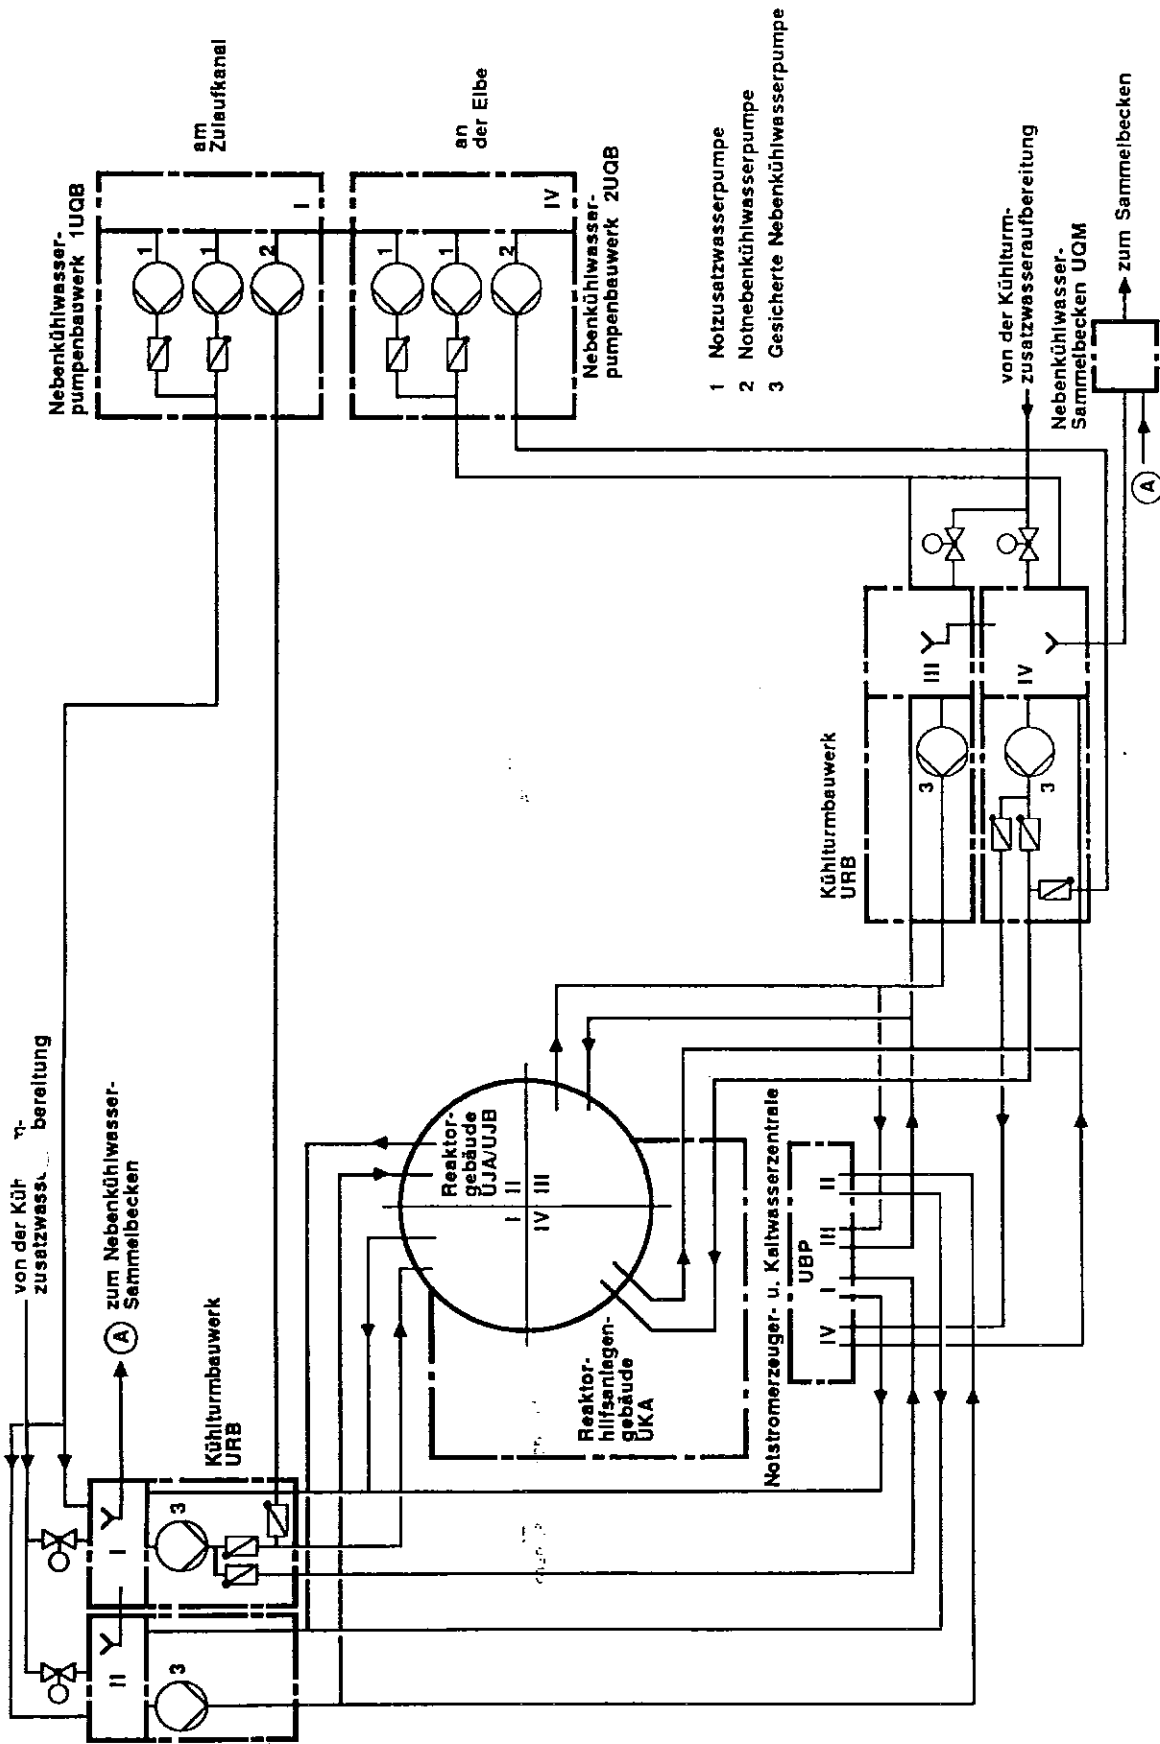 von der Küh
zusatzwass bereitung
A
zum Nebenkühlwasser-
Sammelbecken
Kühlturmbauwerk
URB
II
I
3
3
Nebenkühlwasser-
pumpenbauwerk 1UQB
am
Zulaufkanal
1
1
2
I
an
der Elbe
1
1
2
IV
Nebenkühlwasser-
pumpenbauwerk 2UQB
1 Notzusatzwasserpumpe
2 Notnebenkühlwasserpumpe
3 Gesicherte Nebenkühlwasserpumpe
Reaktor-
gebäude
UJA/UJB
I II
IV III
Reaktor-
hilfsanlagen-
gebäude
UKA
Notstromerzeuger- u. Kaltwasserzentrale
UBP
IV I III II
Kühlturmbauwerk
URB
III
IV
3
3
von der Kühlturm-
zusatzwasseraufbereitung
Nebenkühlwasser-
Sammelbecken UQM
zum Sammelbecken
A